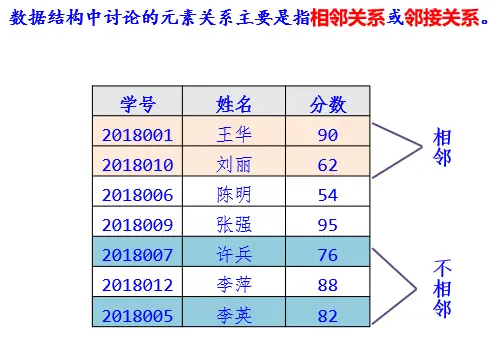 数据结构中讨论的元素关系主要是指相邻关系或邻接关系。
学号 姓名 分数
2018001 王华 90
2018010 刘丽 62
2018006 陈明 54
2018009 张强 95
2018007 许兵 76
2018012 李萍 88
2018005 李英 82
相邻
不相邻